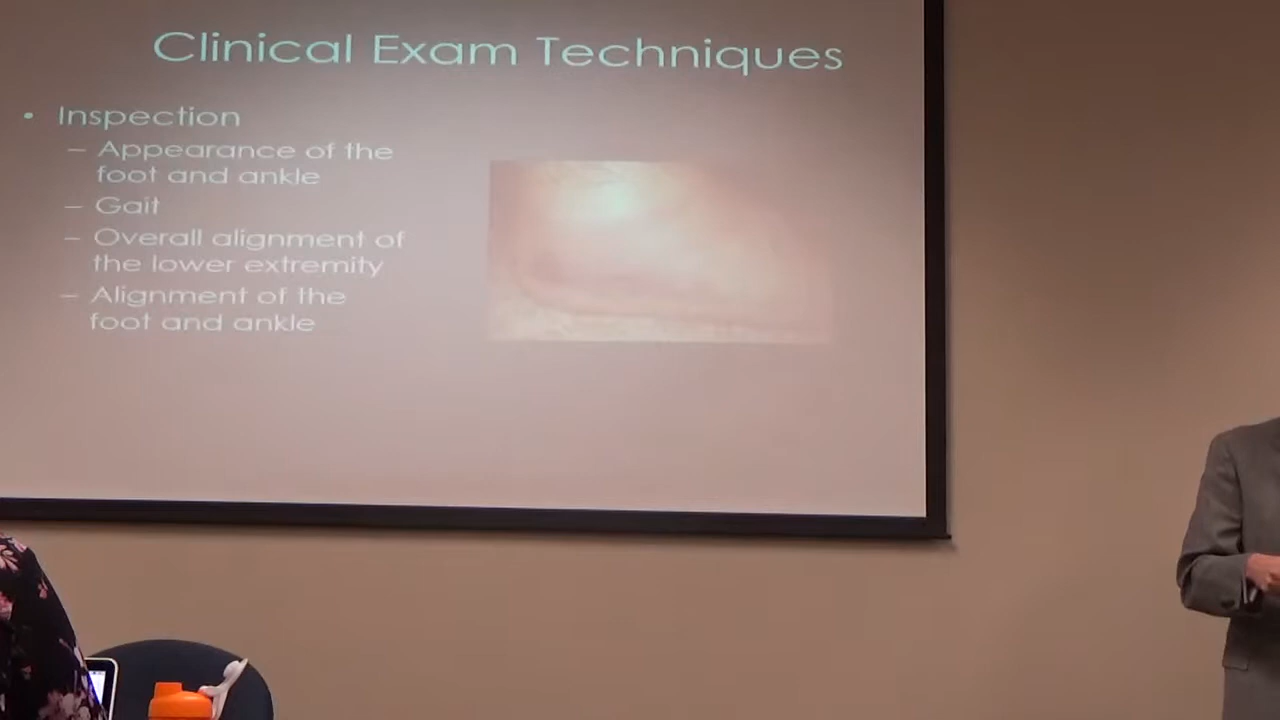 Clinical Exam Techniques
• Inspection
– Appearance of the
foot and ankle
– Gait
– Overall alignment of
the lower extremity
– Alignment of the
foot and ankle